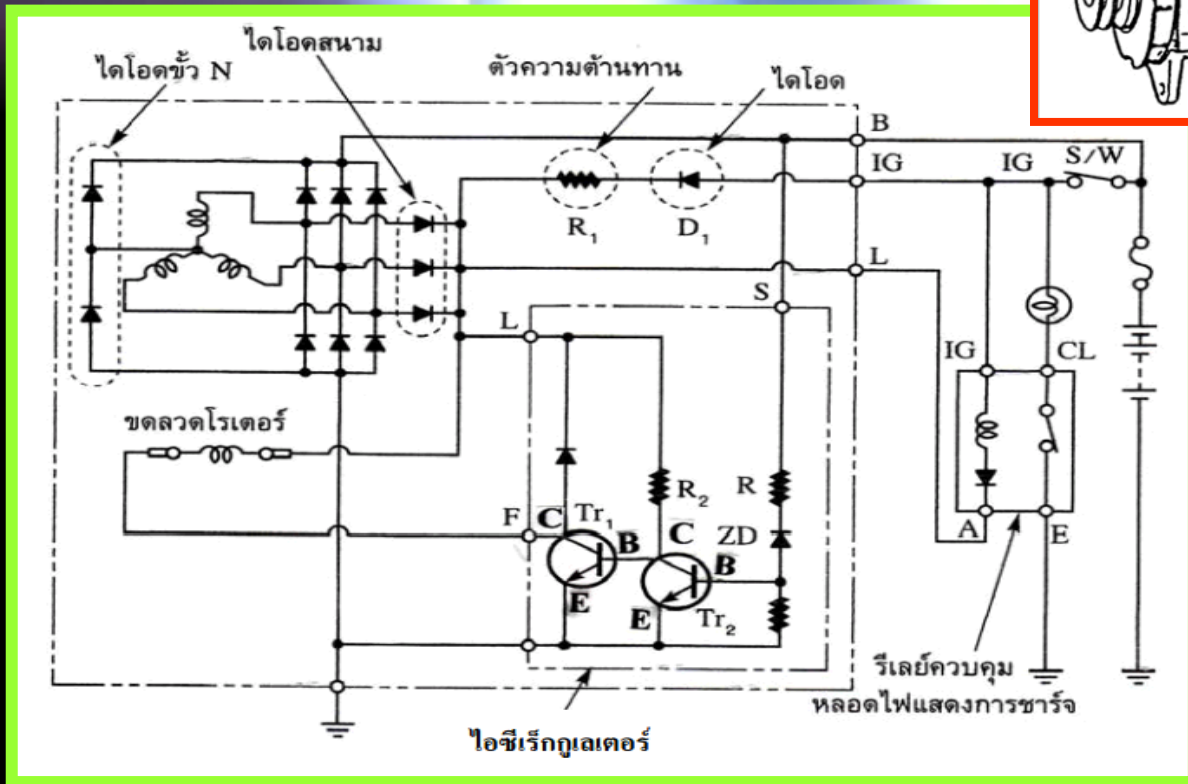 ไดโอดสนาม
ไดโอดขั้ว N
ตัวความต้านทาน
ไดโอด
B
IG
IG
S/W
R₁
D₁
L
S
L
IG
CL
ขดลวดโรเตอร์
R₂
R
F
C
Tr₁
C
ZD
B
B
A
E
E
E
Tr₂
รีเลย์ควบคุม
หลอดไฟแสดงการชาร์จ
ไอซีเร็กกูเลเตอร์